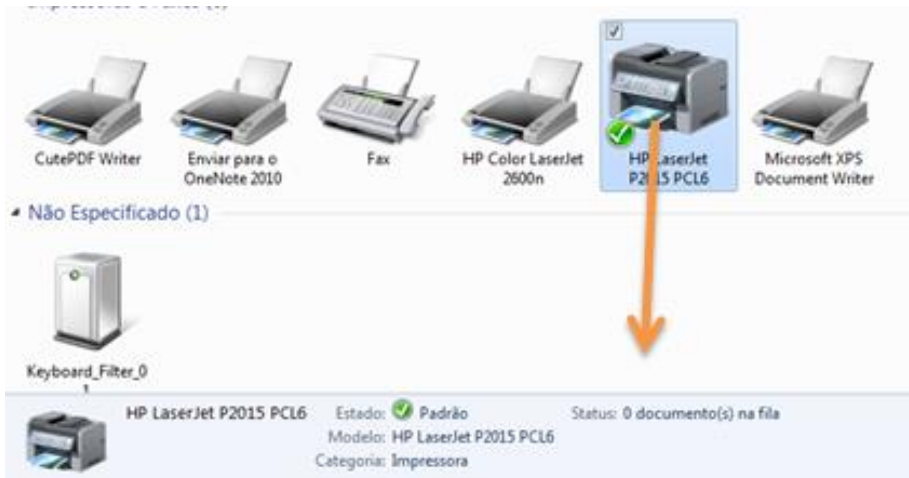 CutePDF Writer
Enviar para o
OneNote 2010
Fax
HP Color LaserJet
2600n
HP LaserJet
P2015 PCL6
Microsoft XPS
Document Writer
Não Especificado (1)
Keyboard_Filter_0
HP LaserJet P2015 PCL6
Estado: Padrão
Status: 0 documento(s) na fila
Modelo: HP LaserJet P2015 PCL6
Categoria: Impressora